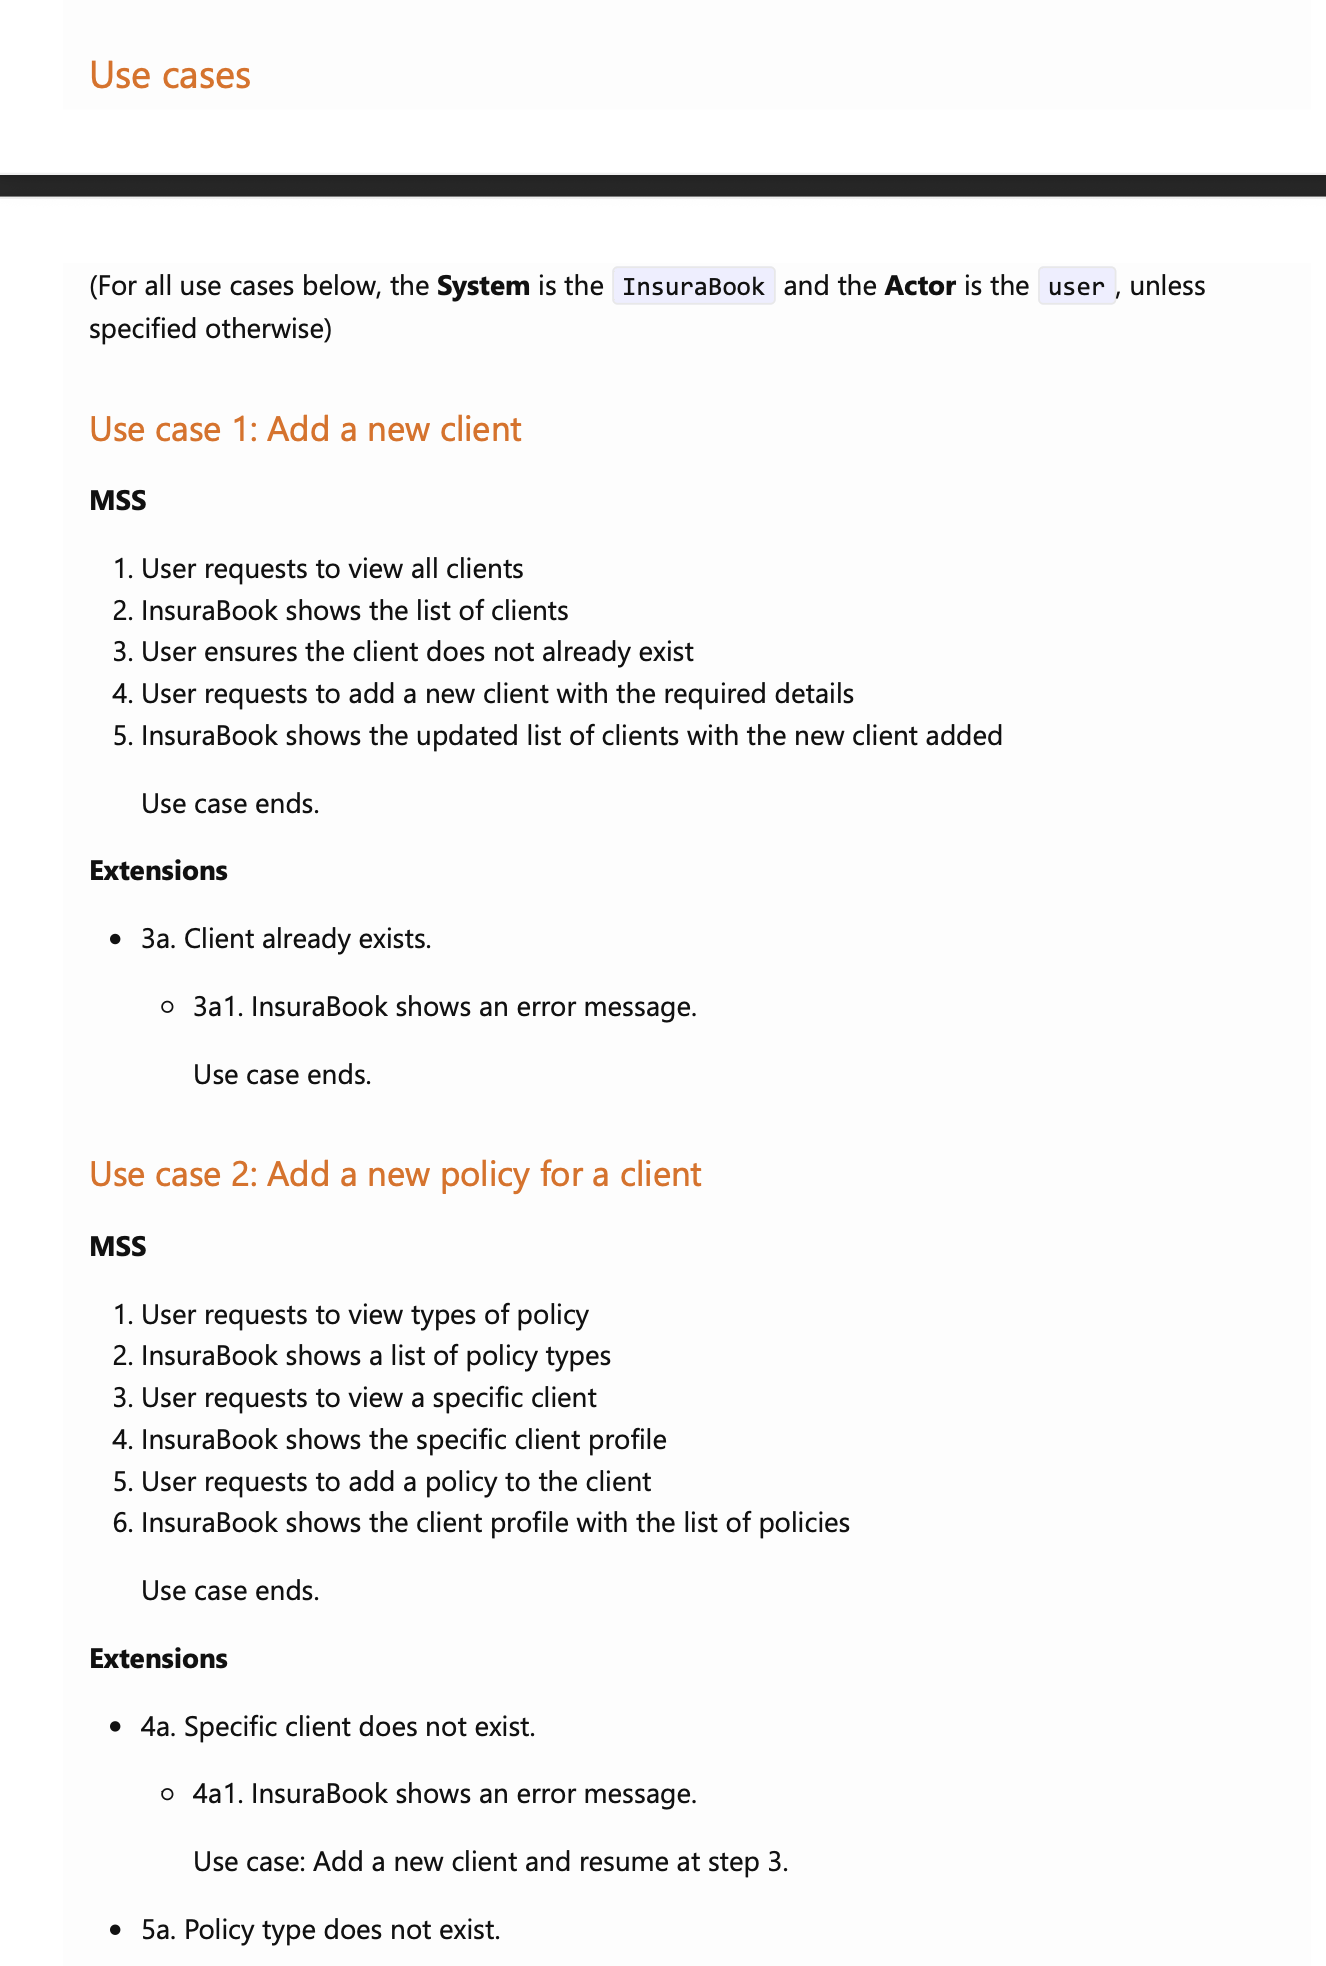 Use cases
(For all use cases below, the System is the InsuraBook and the Actor is the user, unless
specified otherwise)
Use case 1: Add a new client
MSS
1. User requests to view all clients
2. InsuraBook shows the list of clients
3. User ensures the client does not already exist
4. User requests to add a new client with the required details
5. InsuraBook shows the updated list of clients with the new client added
Use case ends.
Extensions
• 3a. Client already exists.
○ 3a1. InsuraBook shows an error message.
Use case ends.
Use case 2: Add a new policy for a client
MSS
1. User requests to view types of policy
2. InsuraBook shows a list of policy types
3. User requests to view a specific client
4. InsuraBook shows the specific client profile
5. User requests to add a policy to the client
6. InsuraBook shows the client profile with the list of policies
Use case ends.
Extensions
• 4a. Specific client does not exist.
○ 4a1. InsuraBook shows an error message.
Use case: Add a new client and resume at step 3.
• 5a. Policy type does not exist.